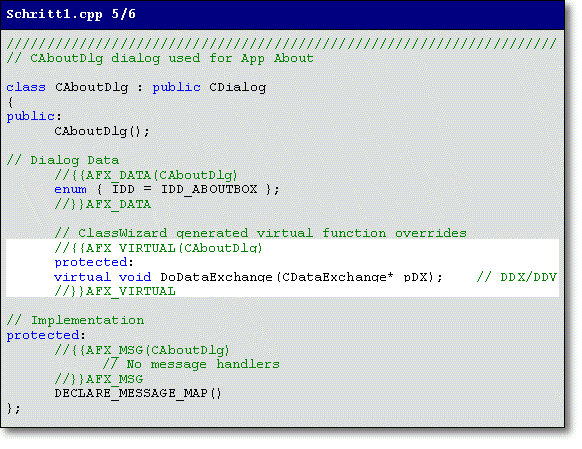 Schritt1.cpp 5/6
////////////////////////////////////////////////////////////////////
// CAboutDlg dialog used for App About
class CAboutDlg : public CDialog
{
public:
CAboutDlg();
// Dialog Data
//{{AFX_DATA(CAboutDlg)
enum { IDD = IDD_ABOUTBOX };
//}}AFX_DATA
// ClassWizard generated virtual function overrides
//{{AFX_VIRTUAL(CAboutDlg)
protected:
virtual void DoDataExchange(CDataExchange* pDX); // DDX/DDV
//}}AFX_VIRTUAL
// Implementation
protected:
//{{AFX_MSG(CAboutDlg)
// No message handlers
//}}AFX_MSG
DECLARE_MESSAGE_MAP()
};